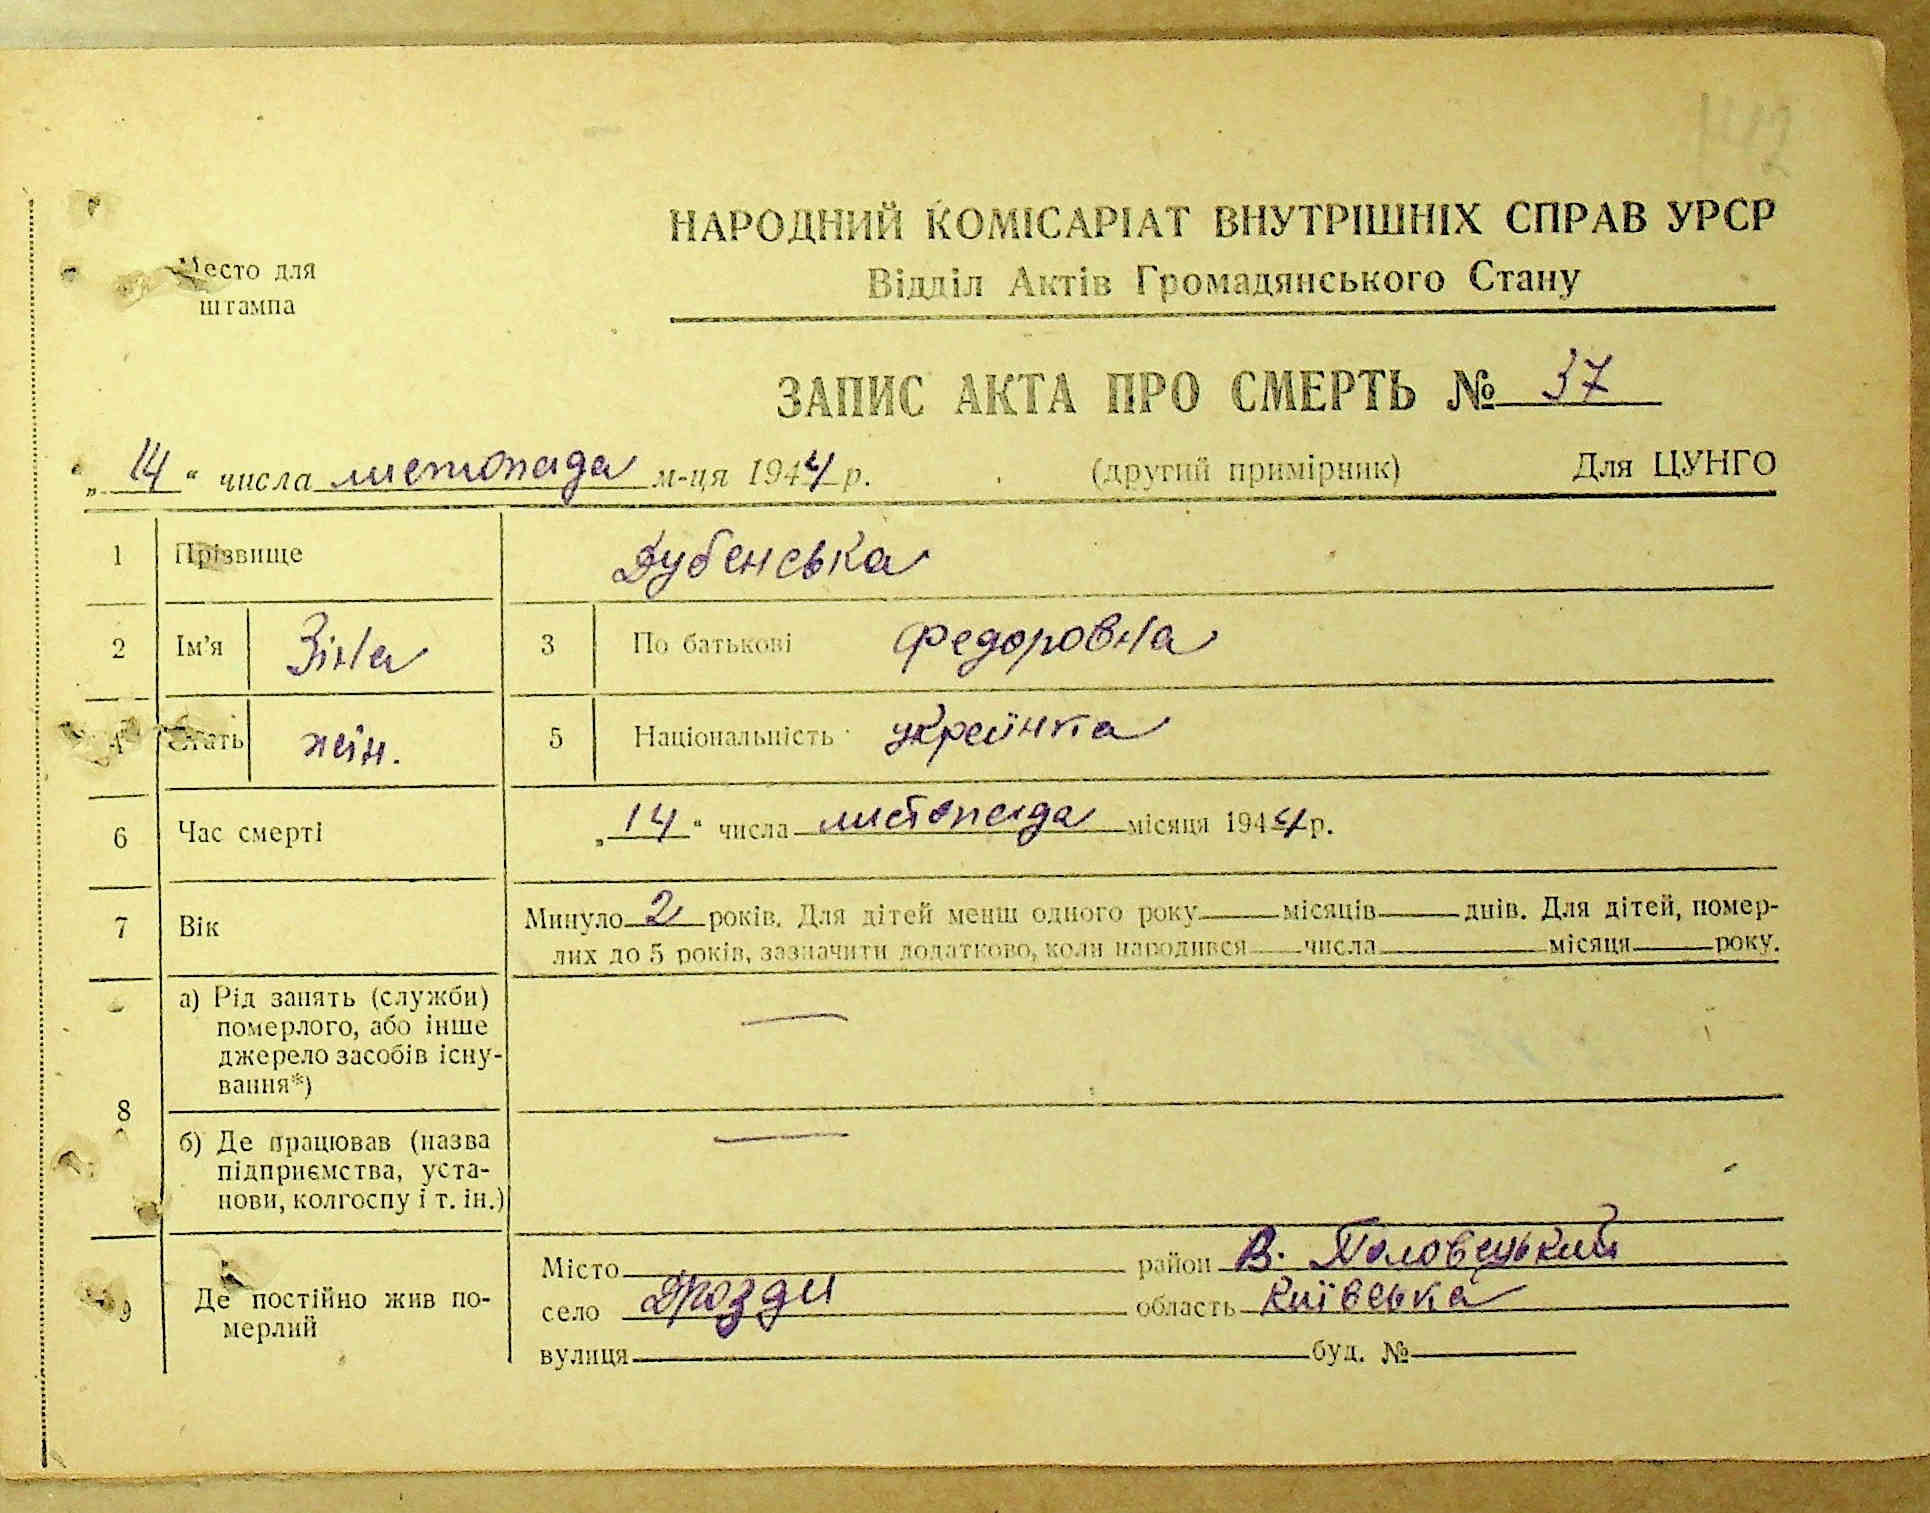 142
НАРОДНИЙ КОМІСАРІАТ ВНУТРІШНІХ СПРАВ УРСР
Відділ Актів Громадянського Стану
Место для
штампа
ЗАПИС АКТА ПРО СМЕРТЬ № 37
„14“ числа листопада м-ця 1944 р. (другий примірник) Для ЦУНГО
1 Прізвище Дубенська
2 Ім'я Зіна 3 По батькові Федоровна
4 Стать жін. 5 Національність українка
6 Час смерті „14“ числа листопада місяця 1944 р.
7 Вік Минуло 2 років. Для дітей менш одного року місяців днів. Для дітей, помер-
лих до 5 років, зазначити додатково, коли народився числа місяця року.
8 а) Рід занять (служби)
померлого, або інше
джерело засобів існу-
вання*) —
б) Де працював (назва
підприємства, уста-
нови, колгоспу і т. ін.) —
9 Де постійно жив по-
мерлий
Місто район В. Половецький
село Дрозди область Київська
вулиця буд. №